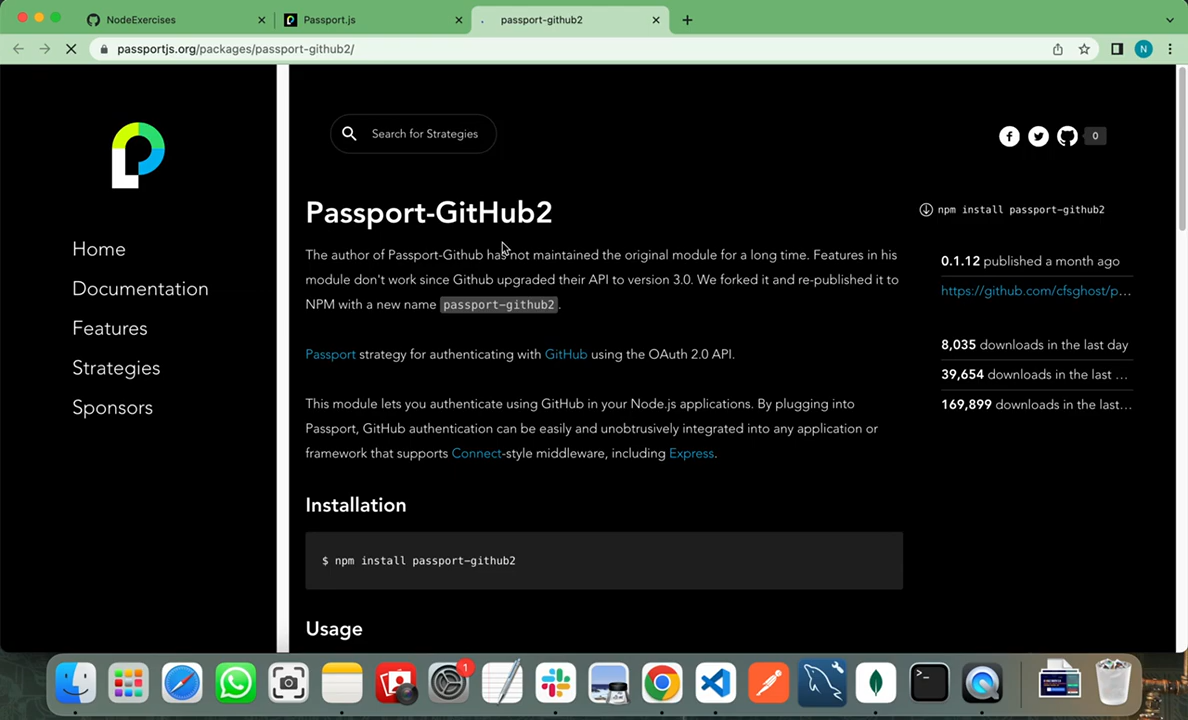 NodeExercises
Passport.js
passport-github2
passportjs.org/packages/passport-github2/
N
Search for Strategies
0
Home
Documentation
Features
Strategies
Sponsors
Passport-GitHub2
The author of Passport-Github has not maintained the original module for a long time. Features in his
module don't work since Github upgraded their API to version 3.0. We forked it and re-published it to
NPM with a new name passport-github2.
Passport strategy for authenticating with GitHub using the OAuth 2.0 API.
This module lets you authenticate using GitHub in your Node.js applications. By plugging into
Passport, GitHub authentication can be easily and unobtrusively integrated into any application or
framework that supports Connect-style middleware, including Express.
Installation
$ npm install passport-github2
Usage
npm install passport-github2
0.1.12 published a month ago
https://github.com/cfsghost/p...
8,035 downloads in the last day
39,654 downloads in the last ...
169,899 downloads in the last...
1